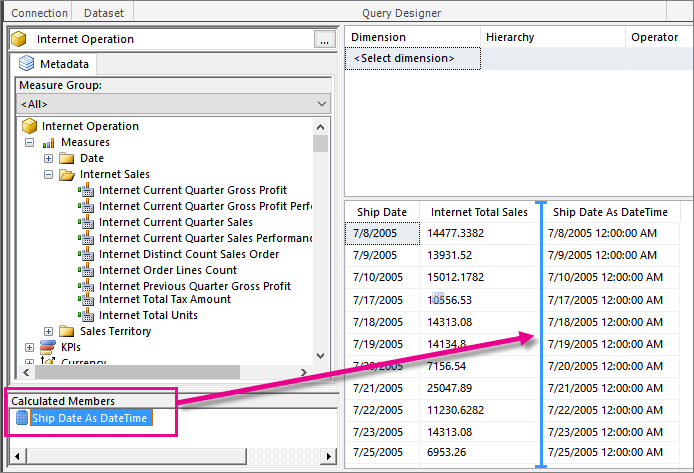 Connection Dataset Query Designer
Internet Operation ...
Metadata
Measure Group:
<All>
Internet Operation
Measures
Date
Internet Sales
Internet Current Quarter Gross Profit
Internet Current Quarter Gross Profit Perf
Internet Current Quarter Sales
Internet Current Quarter Sales Performanc
Internet Distinct Count Sales Order
Internet Order Lines Count
Internet Previous Quarter Gross Profit
Internet Total Tax Amount
Internet Total Units
Sales Territory
KPIs
Currency
Calculated Members
Ship Date As DateTime
Dimension Hierarchy Operator
<Select dimension>
Ship Date Internet Total Sales Ship Date As DateTime
7/8/2005 14477.3382 7/8/2005 12:00:00 AM
7/9/2005 13931.52 7/9/2005 12:00:00 AM
7/10/2005 15012.1782 7/10/2005 12:00:00 AM
7/17/2005 10556.53 7/17/2005 12:00:00 AM
7/18/2005 14313.08 7/18/2005 12:00:00 AM
7/19/2005 14134.8 7/19/2005 12:00:00 AM
7/20/2005 7156.54 7/20/2005 12:00:00 AM
7/21/2005 25047.89 7/21/2005 12:00:00 AM
7/22/2005 11230.6282 7/22/2005 12:00:00 AM
7/23/2005 14313.08 7/23/2005 12:00:00 AM
7/25/2005 6953.26 7/25/2005 12:00:00 AM